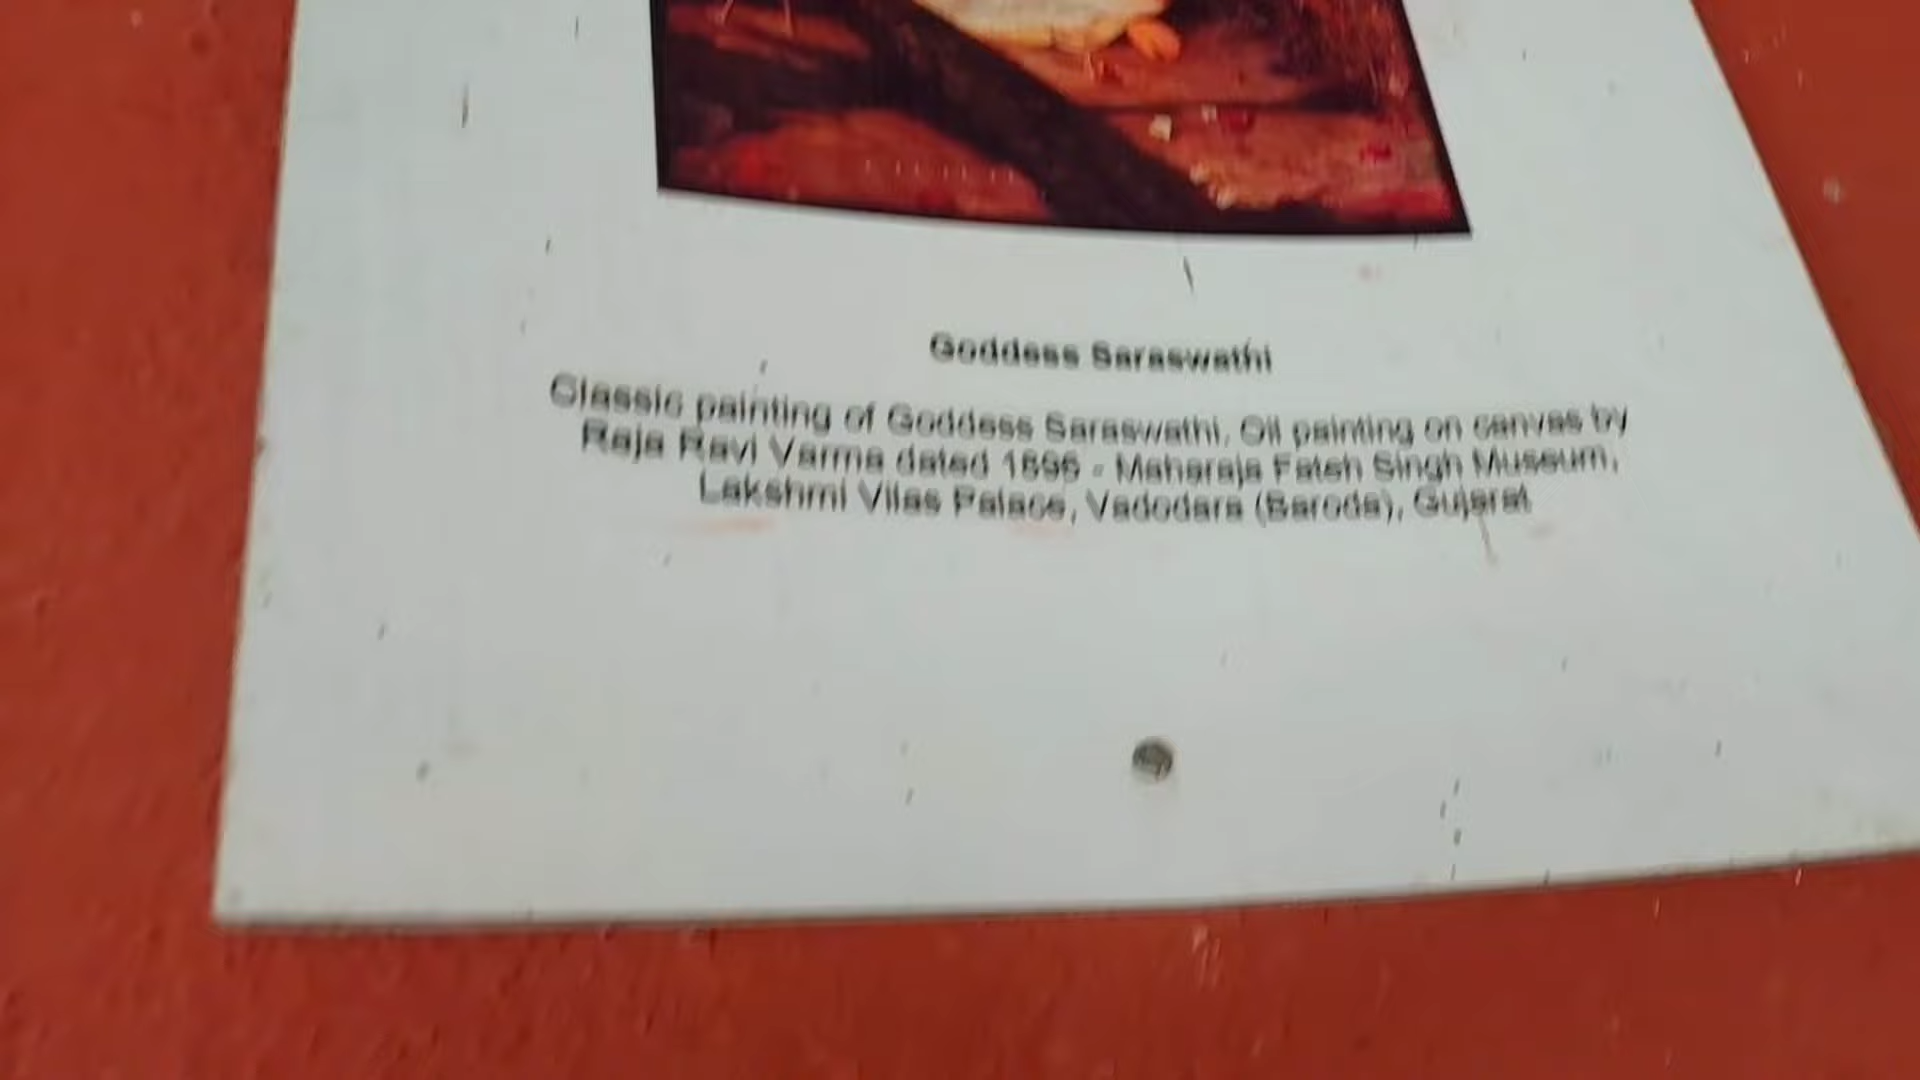 Goddess Saraswathi
Classic painting of Goddess Saraswathi. Oil painting on canvas by
Raja Ravi Varma dated 1896 - Maharaja Fateh Singh Museum,
Lakshmi Vilas Palace, Vadodara (Baroda), Gujarat